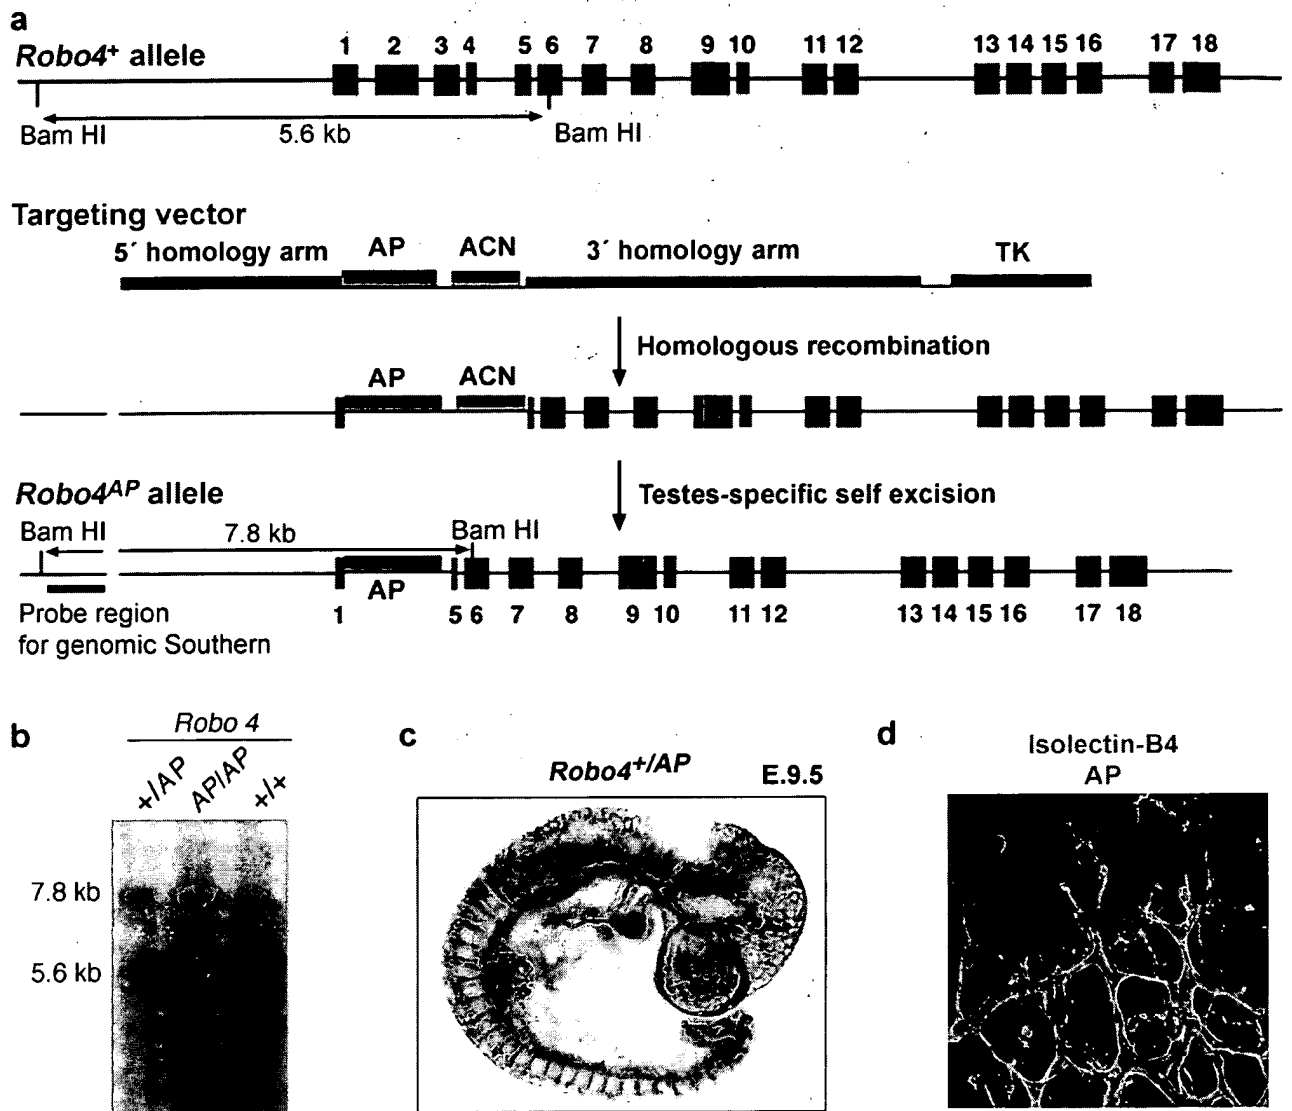 a
Robo4+ allele
1 2 3 4 5 6 7 8 9 10 11 12 13 14 15 16 17 18
Bam HI 5.6 kb Bam HI
Targeting vector
5´ homology arm AP ACN 3´ homology arm TK
Homologous recombination
AP ACN
Robo4AP allele
Testes-specific self excision
Bam HI 7.8 kb Bam HI
AP
Probe region
for genomic Southern
1 5 6 7 8 9 10 11 12 13 14 15 16 17 18
b
Robo 4
+/AP AP/AP +/+
7.8 kb
5.6 kb
c
Robo4+/AP E.9.5
d
Isolectin-B4
AP